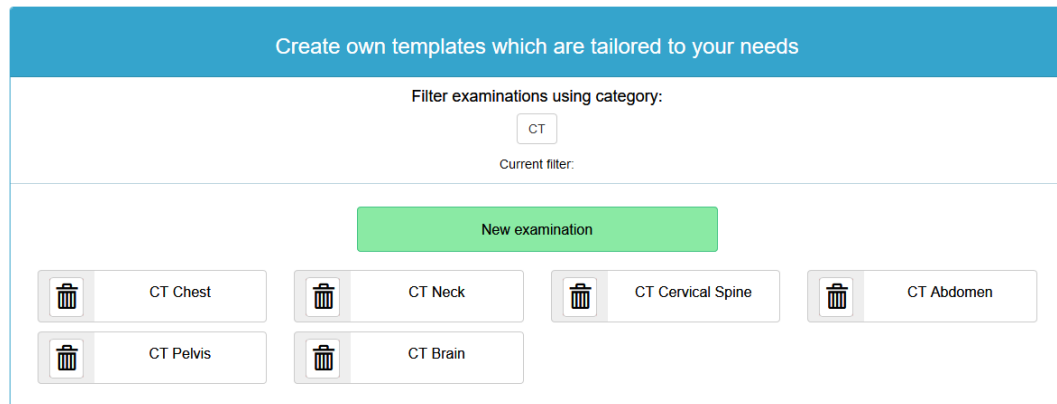 Create own templates which are tailored to your needs
Filter examinations using category:
CT
Current filter:
New examination
CT Chest
CT Neck
CT Cervical Spine
CT Abdomen
CT Pelvis
CT Brain